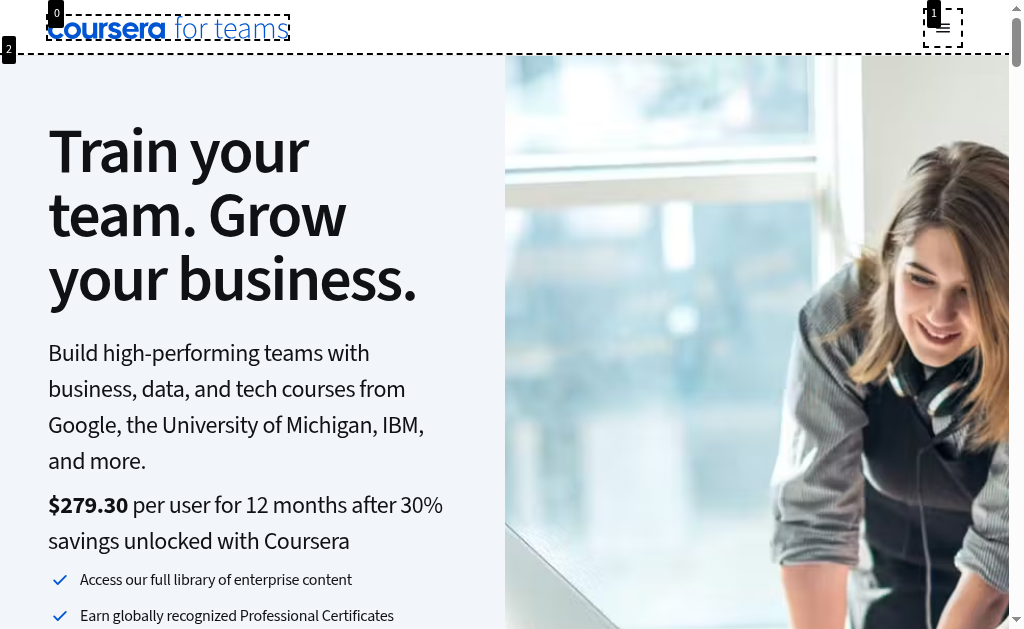 0
coursera for teams
1
2
Train your
team. Grow
your business.
Build high-performing teams with
business, data, and tech courses from
Google, the University of Michigan, IBM,
and more.
$279.30 per user for 12 months after 30%
savings unlocked with Coursera
Access our full library of enterprise content
Earn globally recognized Professional Certificates